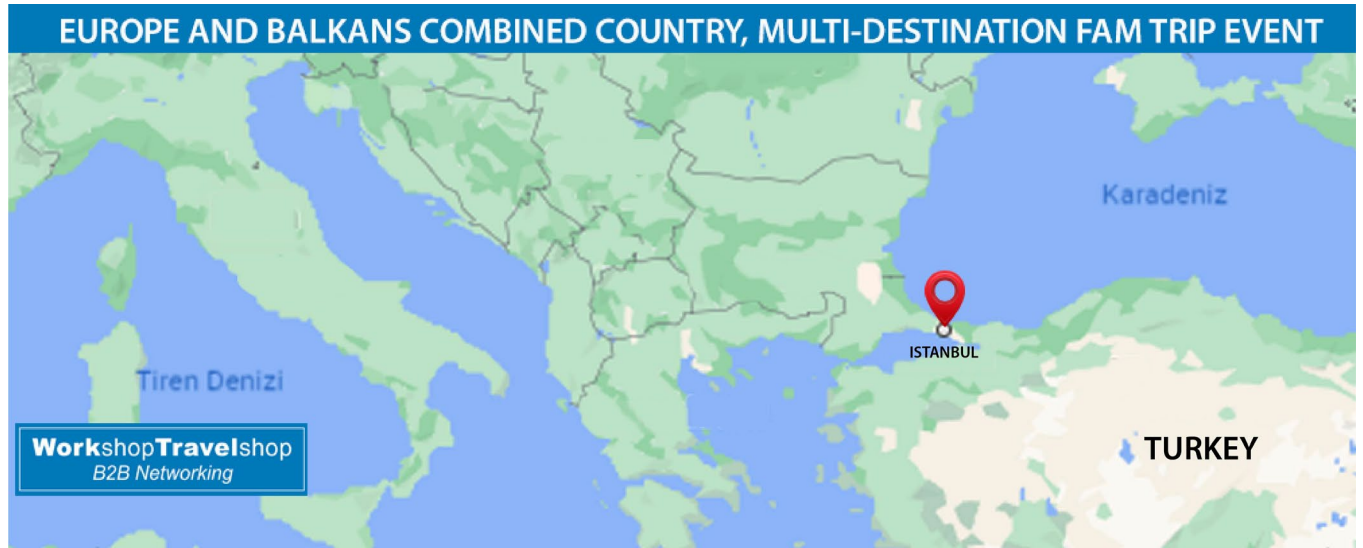 EUROPE AND BALKANS COMBINED COUNTRY, MULTI-DESTINATION FAM TRIP EVENT
Karadeniz
ISTANBUL
Tiren Denizi
TURKEY
WorkshopTravelshop
B2B Networking